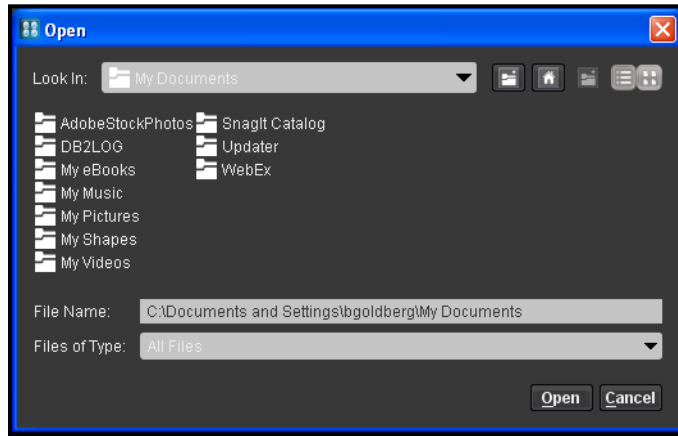 Open
Look In: My Documents
AdobeStockPhotos SnagIt Catalog
DB2LOG Updater
My eBooks WebEx
My Music
My Pictures
My Shapes
My Videos
File Name: C:\Documents and Settings\bgoldberg\My Documents
Files of Type: All Files
Open Cancel